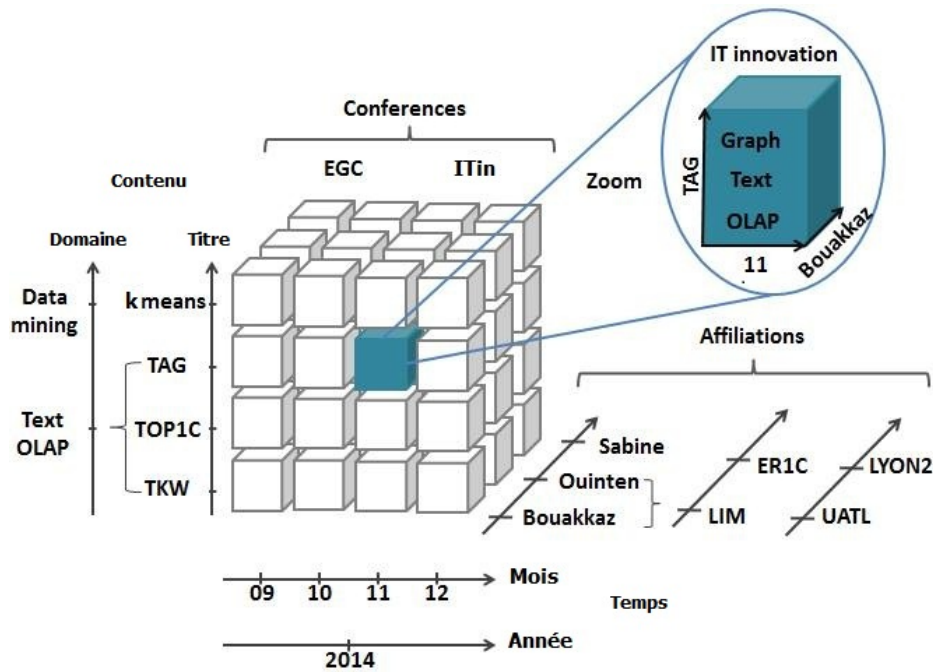 IT innovation
Graph
Text
OLAP
TAG
11
Bouakkaz
Zoom
Conferences
EGC
ITin
Contenu
Domaine
Titre
Data
mining
k means
TAG
Text
OLAP
TOP1C
TKW
Affiliations
Sabine
Ouinten
Bouakkaz
ER1C
LIM
LYON2
UATL
Mois
09
10
11
12
Temps
Année
2014